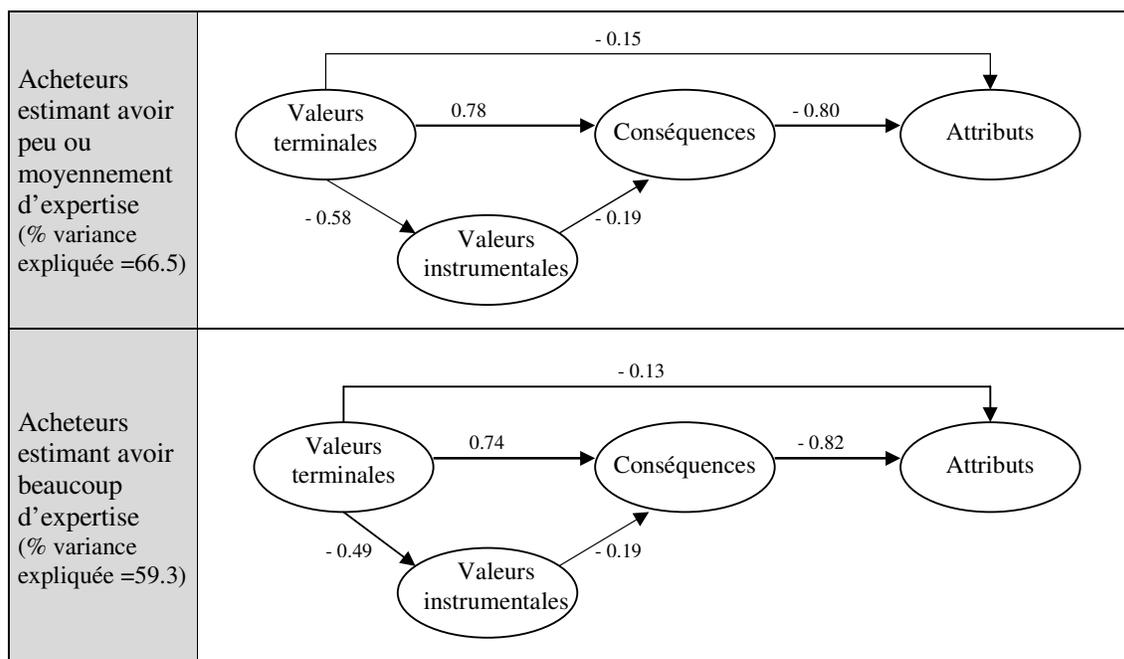 Acheteurs
estimant avoir
peu ou
moyennement
d’expertise
(% variance
expliquée =66.5)
- 0.15
Valeurs
terminales
0.78
Conséquences
- 0.80
Attributs
- 0.58
- 0.19
Valeurs
instrumentales
Acheteurs
estimant avoir
beaucoup
d’expertise
(% variance
expliquée =59.3)
- 0.13
Valeurs
terminales
0.74
Conséquences
- 0.82
Attributs
- 0.49
- 0.19
Valeurs
instrumentales